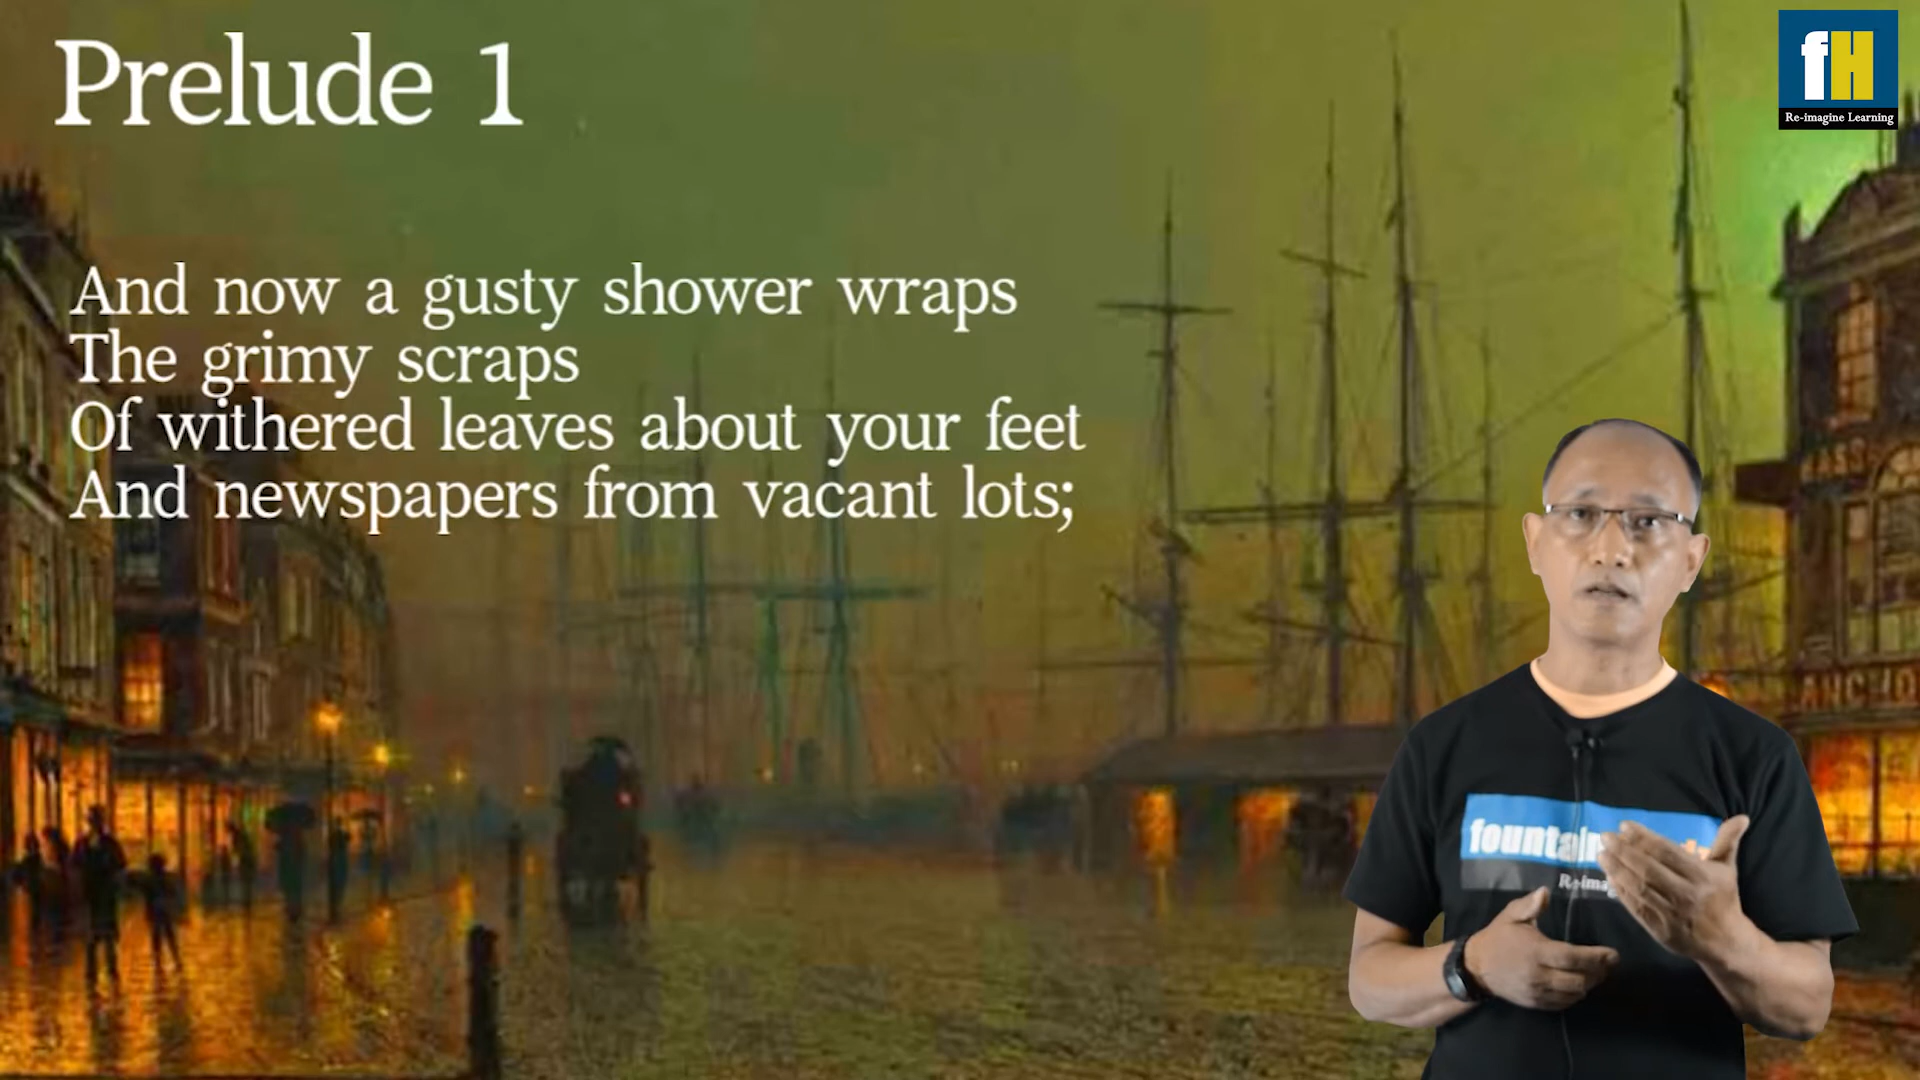 Prelude 1
fH
Re-imagine Learning
And now a gusty shower wraps
The grimy scraps
Of withered leaves about your feet
And newspapers from vacant lots;